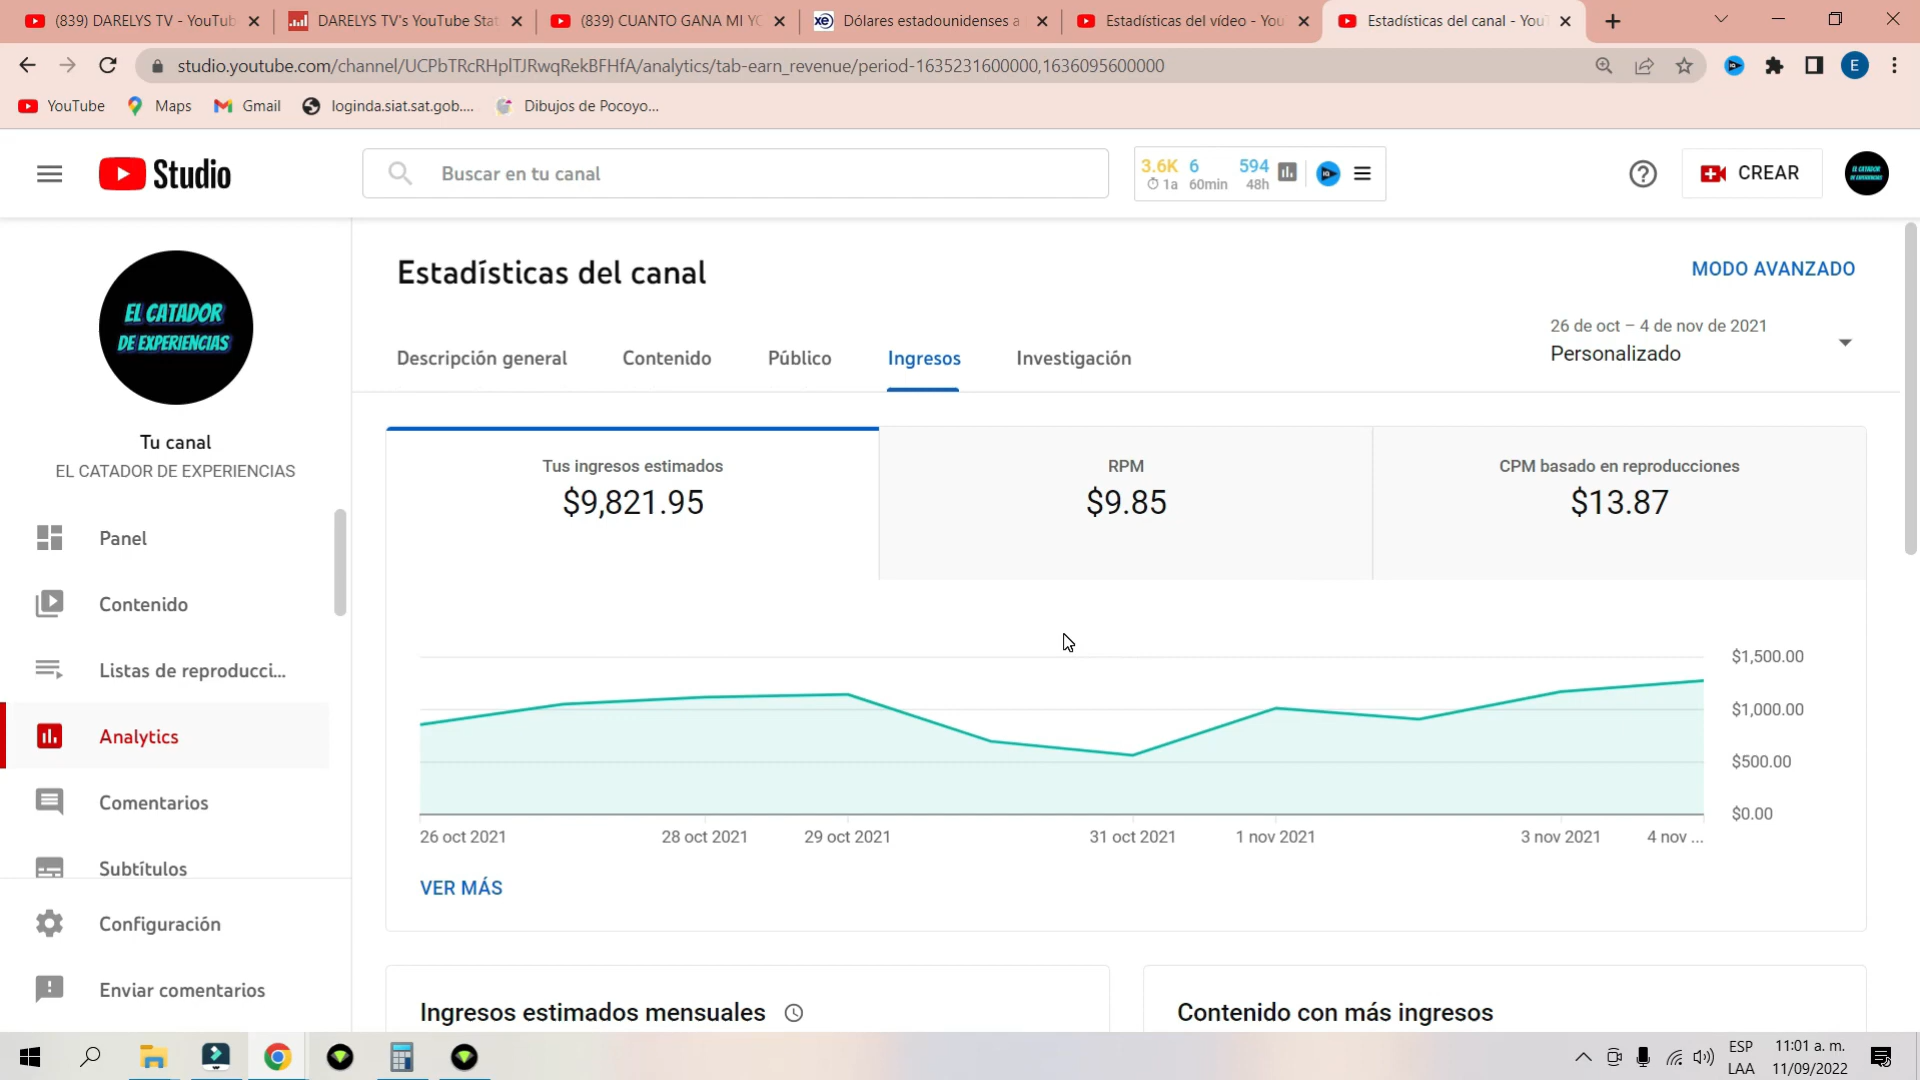 (839) DARELYS TV - YouTub
DARELYS TV's YouTube Stat
(839) CUANTO GANA MI YO
Dólares estadounidenses a
Estadísticas del vídeo - You
Estadísticas del canal - YouT
studio.youtube.com/channel/UCPbTRcRHplTJRwqRekBFHfA/analytics/tab-earn_revenue/period-1635231600000,1636095600000
E
YouTube
Maps
Gmail
loginda.siat.sat.gob....
Dibujos de Pocoyo...
Studio
Buscar en tu canal
3.6K 6 594
1a 60min 48h
CREAR
EL CATADOR
DE EXPERIENCIAS
EL CATADOR
DE EXPERIENCIAS
Tu canal
EL CATADOR DE EXPERIENCIAS
Panel
Contenido
Listas de reproducci...
Analytics
Comentarios
Subtítulos
Configuración
Enviar comentarios
Estadísticas del canal
MODO AVANZADO
26 de oct – 4 de nov de 2021
Personalizado
Descripción general
Contenido
Público
Ingresos
Investigación
Tus ingresos estimados
$9,821.95
RPM
$9.85
CPM basado en reproducciones
$13.87
$1,500.00
$1,000.00
$500.00
$0.00
26 oct 2021
28 oct 2021
29 oct 2021
31 oct 2021
1 nov 2021
3 nov 2021
4 nov ...
VER MÁS
Ingresos estimados mensuales
Contenido con más ingresos
ESP
LAA
11:01 a. m.
11/09/2022